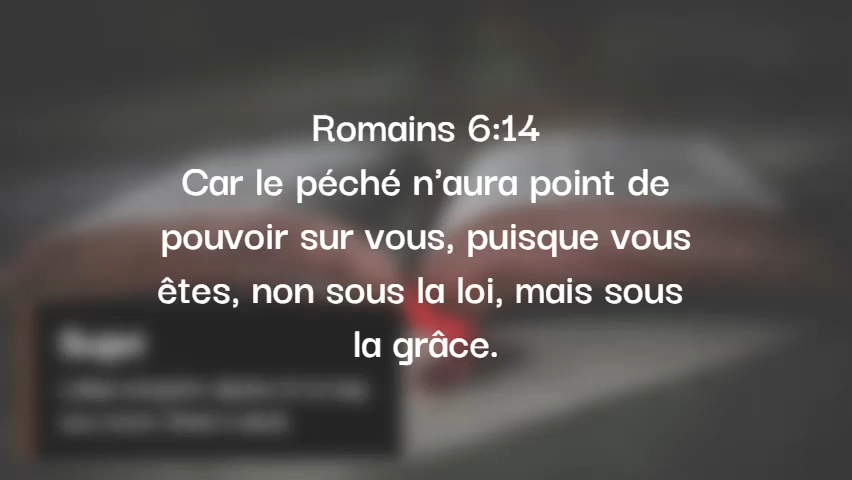 Romains 6:14
Car le péché n’aura point de
pouvoir sur vous, puisque vous
êtes, non sous la loi, mais sous
la grâce.